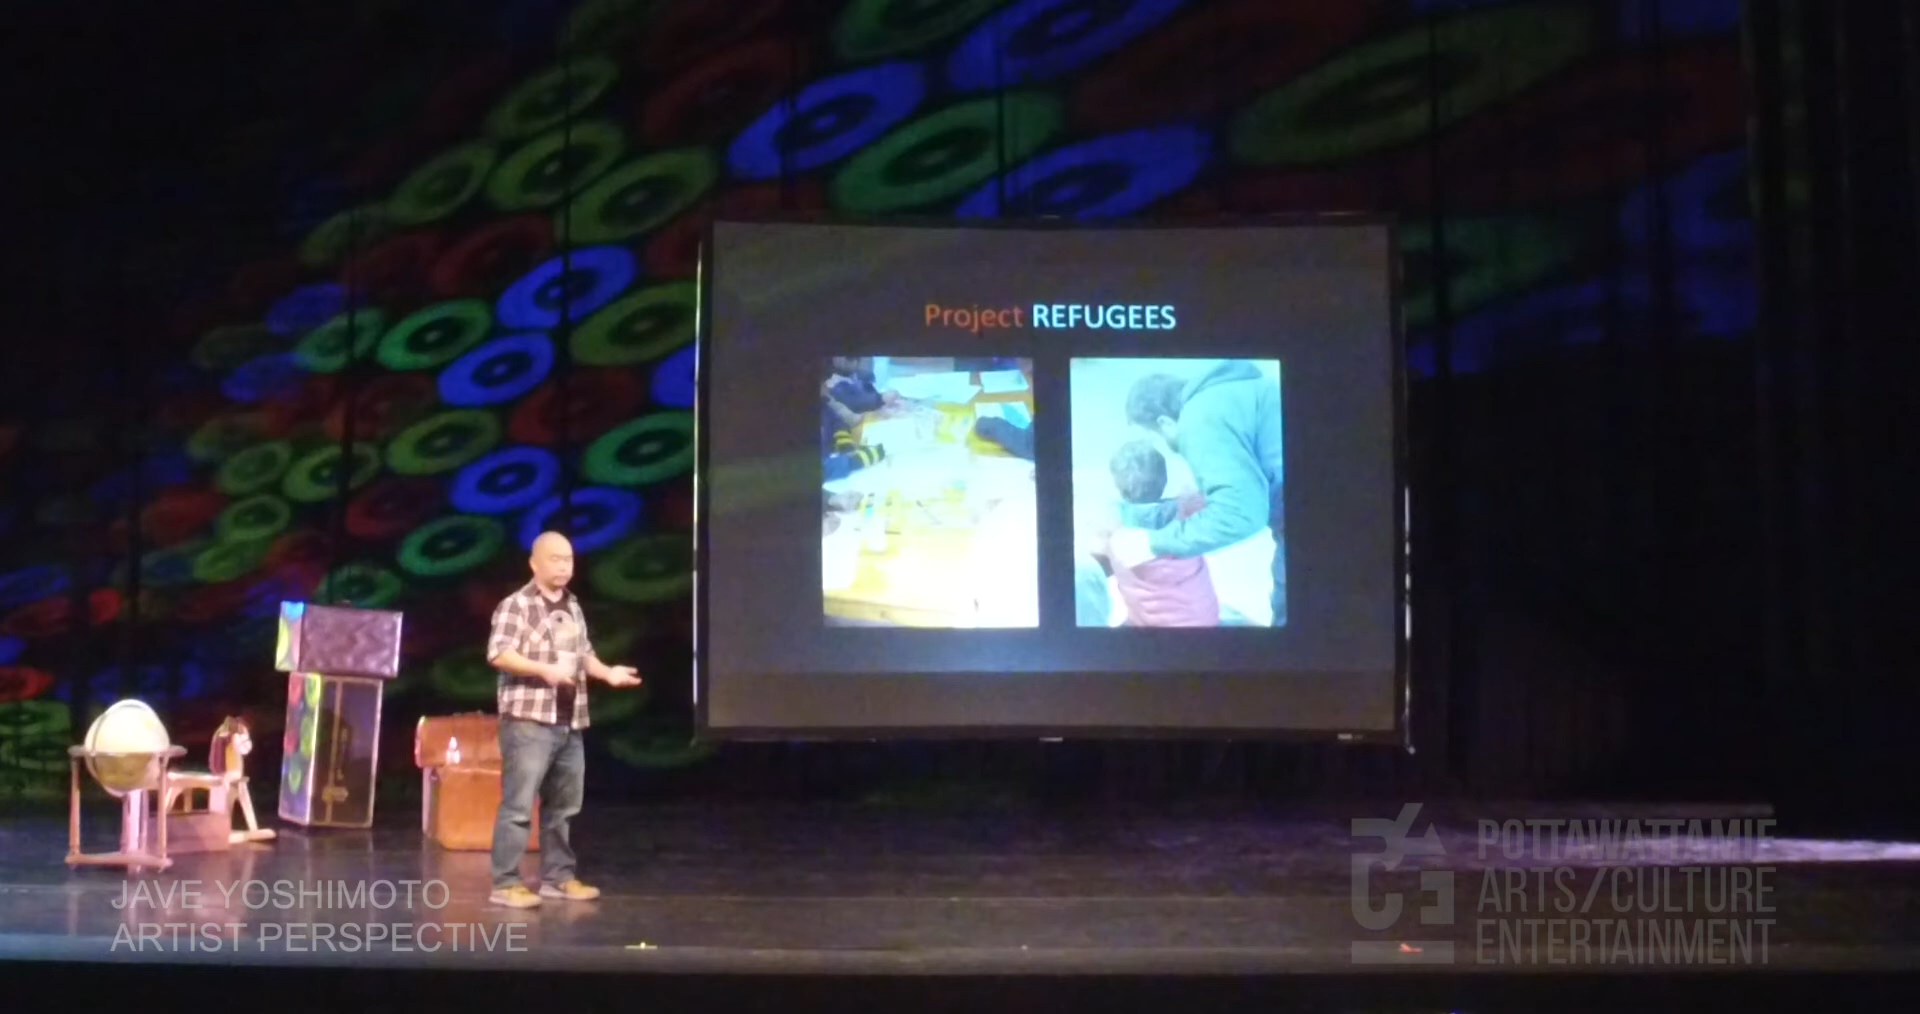 Project REFUGEES
JAVE YOSHIMOTO
ARTIST PERSPECTIVE
POTTAWATTAMIE
ARTS/CULTURE
ENTERTAINMENT